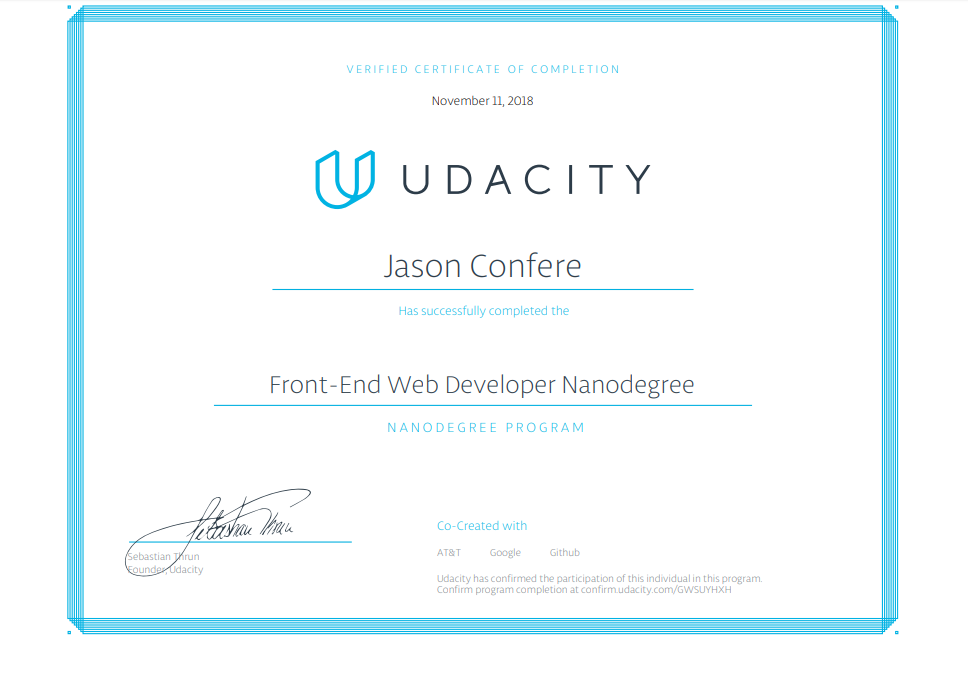 VERIFIED CERTIFICATE OF COMPLETION
November 11, 2018
UDACITY
Jason Confere
Has successfully completed the
Front-End Web Developer Nanodegree
NANODEGREE PROGRAM
Sebastian Thrun
Sebastian Thrun
Founder, Udacity
Co-Created with
AT&T Google Github
Udacity has confirmed the participation of this individual in this program.
Confirm program completion at confirm.udacity.com/GWSUYHXH